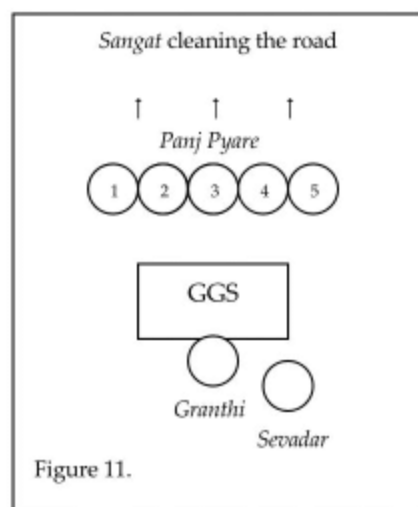 Sangat cleaning the road
↑ ↑ ↑
Panj Pyare
1 2 3 4 5
GGS
Granthi
Sevadar
Figure 11.